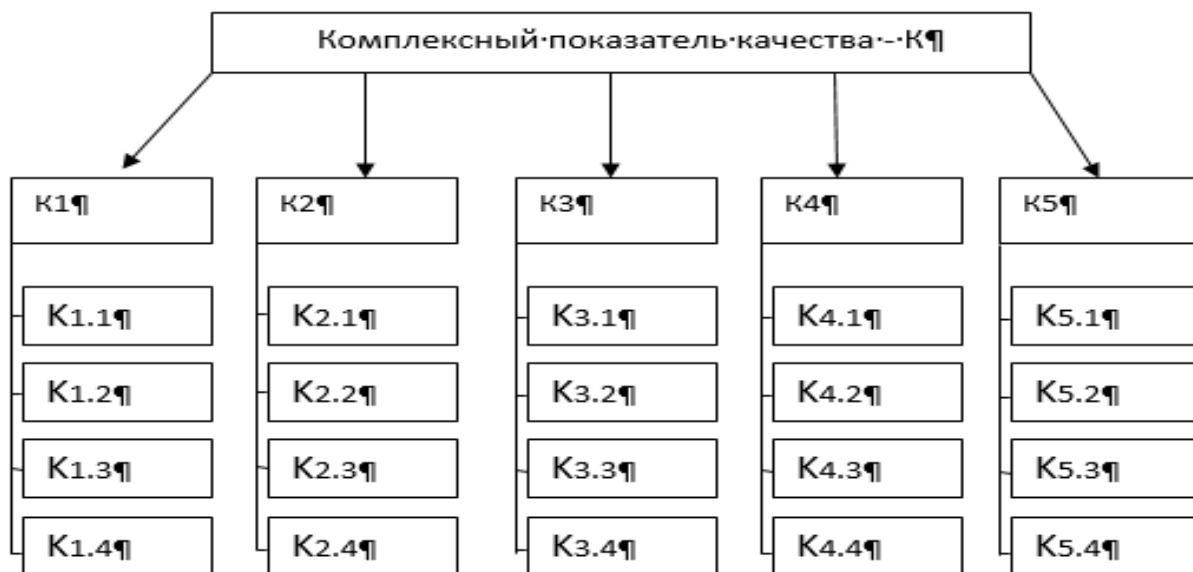 Комплексный·показатель·качества·-·К¶
К1¶
К2¶
К3¶
К4¶
К5¶
К1.1¶
К2.1¶
К3.1¶
К4.1¶
К5.1¶
К1.2¶
К2.2¶
К3.2¶
К4.2¶
К5.2¶
К1.3¶
К2.3¶
К3.3¶
К4.3¶
К5.3¶
К1.4¶
К2.4¶
К3.4¶
К4.4¶
К5.4¶